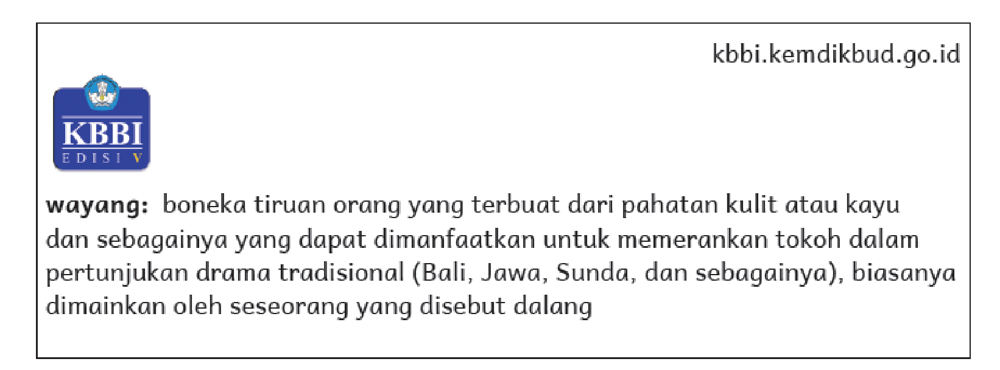 kbbi.kemdikbud.go.id
KBBI
EDISI V
wayang: boneka tiruan orang yang terbuat dari pahatan kulit atau kayu
dan sebagainya yang dapat dimanfaatkan untuk memerankan tokoh dalam
pertunjukan drama tradisional (Bali, Jawa, Sunda, dan sebagainya), biasanya
dimainkan oleh seseorang yang disebut dalang